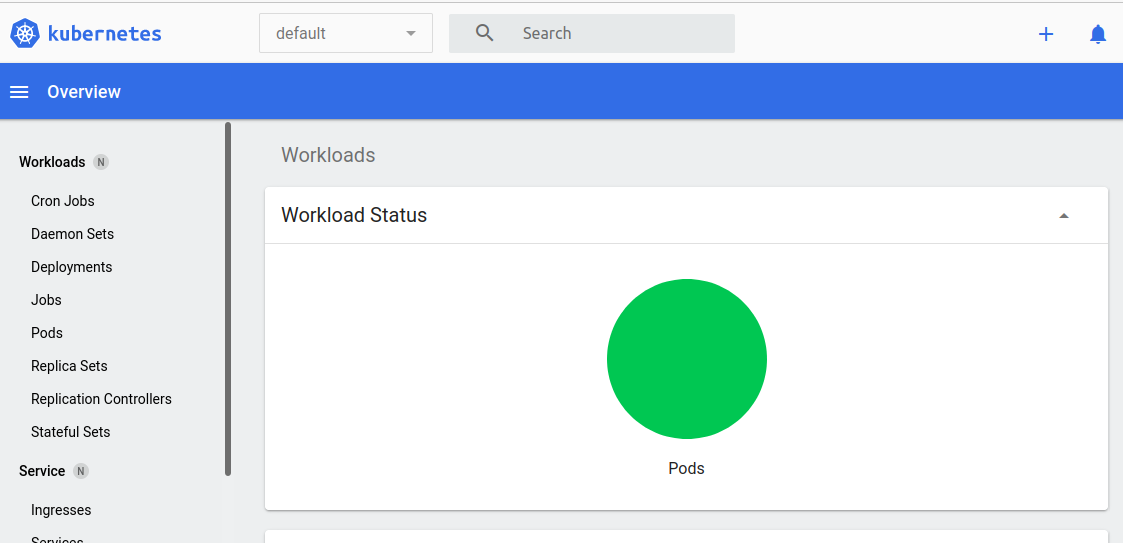 kubernetes
default
Search
Overview
Workloads N
Cron Jobs
Daemon Sets
Deployments
Jobs
Pods
Replica Sets
Replication Controllers
Stateful Sets
Service N
Ingresses
Services
Workloads
Workload Status
Pods